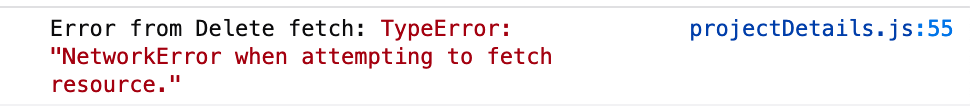 Error from Delete fetch: TypeError: projectDetails.js:55
"NetworkError when attempting to fetch
resource."